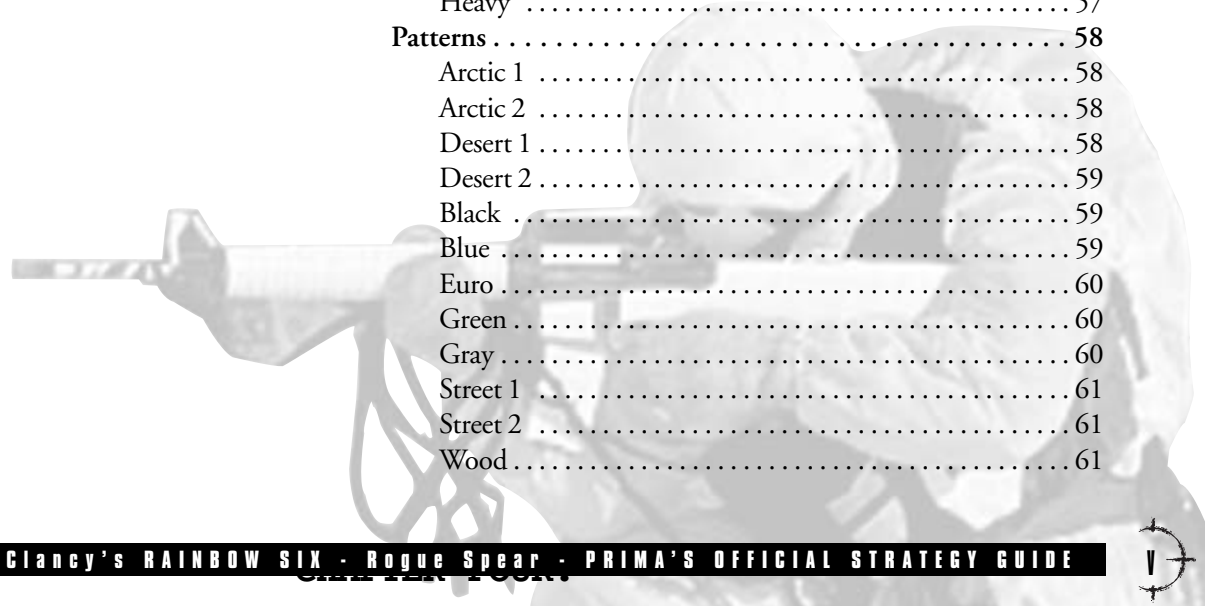 Heavy . . . . . . . . . . . . . . . . . . . . . . . . . . . . . . . . . . . . . . . 57
Patterns . . . . . . . . . . . . . . . . . . . . . . . . . . . . . . . . . . . . . 58
Arctic 1 . . . . . . . . . . . . . . . . . . . . . . . . . . . . . . . . . . . . . 58
Arctic 2 . . . . . . . . . . . . . . . . . . . . . . . . . . . . . . . . . . . . . 58
Desert 1 . . . . . . . . . . . . . . . . . . . . . . . . . . . . . . . . . . . . . 58
Desert 2 . . . . . . . . . . . . . . . . . . . . . . . . . . . . . . . . . . . . . 59
Black . . . . . . . . . . . . . . . . . . . . . . . . . . . . . . . . . . . . . . . 59
Blue . . . . . . . . . . . . . . . . . . . . . . . . . . . . . . . . . . . . . . . . 59
Euro . . . . . . . . . . . . . . . . . . . . . . . . . . . . . . . . . . . . . . . . 60
Green . . . . . . . . . . . . . . . . . . . . . . . . . . . . . . . . . . . . . . . 60
Gray . . . . . . . . . . . . . . . . . . . . . . . . . . . . . . . . . . . . . . . . 60
Street 1 . . . . . . . . . . . . . . . . . . . . . . . . . . . . . . . . . . . . . 61
Street 2 . . . . . . . . . . . . . . . . . . . . . . . . . . . . . . . . . . . . . 61
Wood . . . . . . . . . . . . . . . . . . . . . . . . . . . . . . . . . . . . . . . 61
Clancy's RAINBOW SIX - Rogue Spear - PRIMA'S OFFICIAL STRATEGY GUIDE V